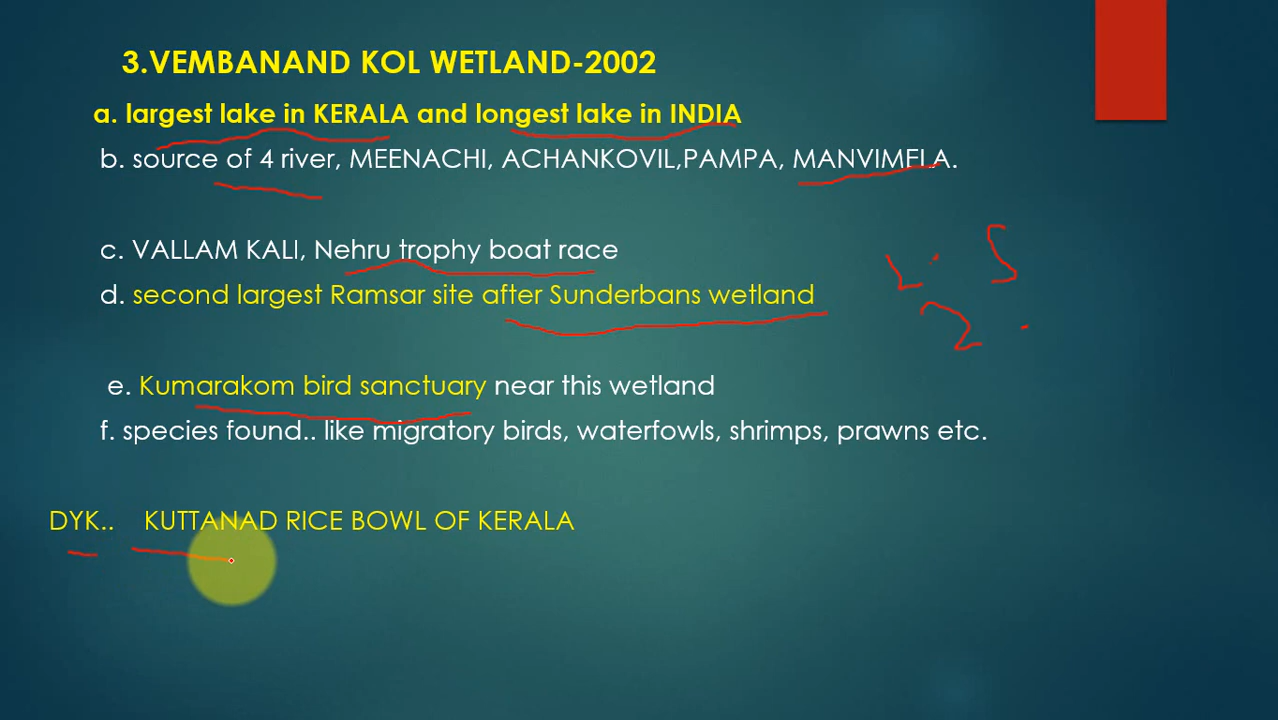 3.VEMBANAND KOL WETLAND-2002
a. largest lake in KERALA and longest lake in INDIA
b. source of 4 river, MEENACHI, ACHANKOVIL,PAMPA, MANVIMELA.
c. VALLAM KALI, Nehru trophy boat race
d. second largest Ramsar site after Sunderbans wetland
e. Kumarakom bird sanctuary near this wetland
f. species found.. like migratory birds, waterfowls, shrimps, prawns etc.
DYK.. KUTTANAD RICE BOWL OF KERALA